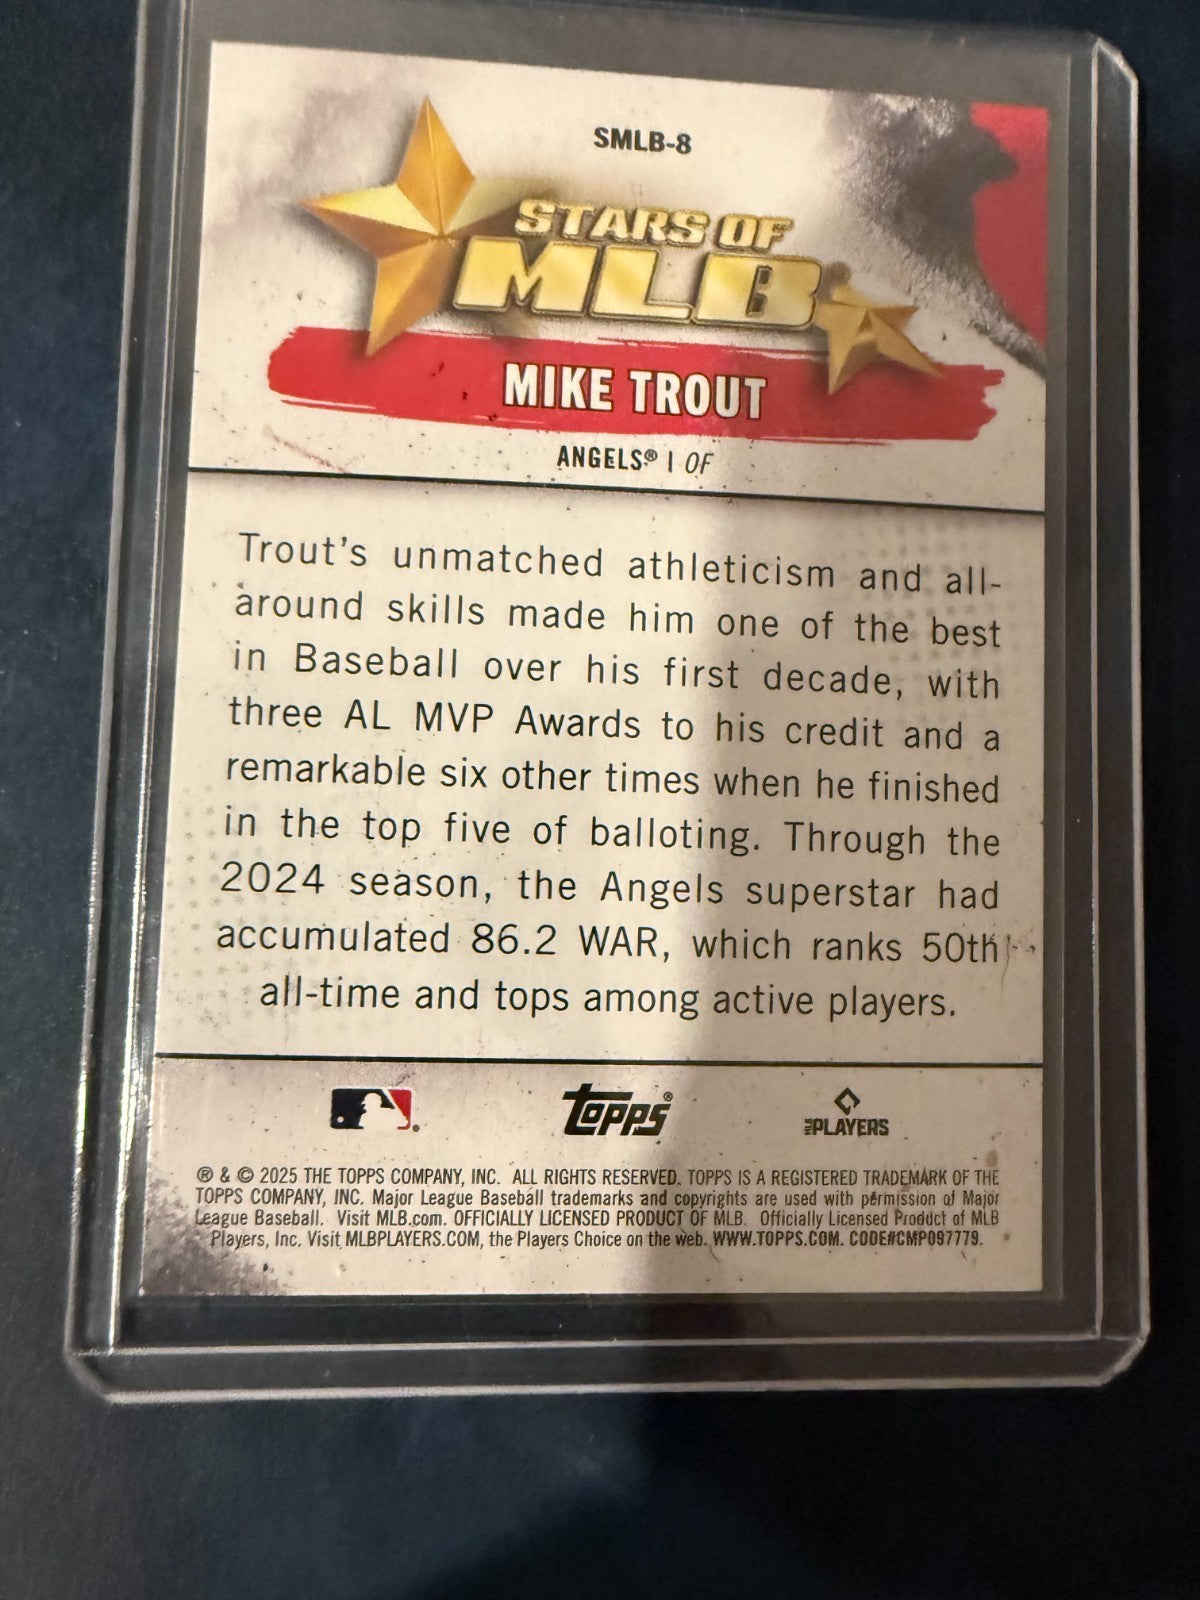 SMLB-8
STARS OF
MLB
MIKE TROUT
ANGELS® | OF
Trout's unmatched athleticism and all-
around skills made him one of the best
in Baseball over his first decade, with
three AL MVP Awards to his credit and a
remarkable six other times when he finished
in the top five of balloting. Through the
2024 season, the Angels superstar had
accumulated 86.2 WAR, which ranks 50th
all-time and tops among active players.
topps®
MLB PLAYERS
® & © 2025 THE TOPPS COMPANY, INC. ALL RIGHTS RESERVED. TOPPS IS A REGISTERED TRADEMARK OF THE
TOPPS COMPANY, INC. Major League Baseball trademarks and copyrights are used with permission of Major
League Baseball. Visit MLB.com. OFFICIALLY LICENSED PRODUCT OF MLB. Officially Licensed Product of MLB
Players, Inc. Visit MLBPLAYERS.COM, the Players Choice on the web. WWW.TOPPS.COM. CODE#CMP097779.